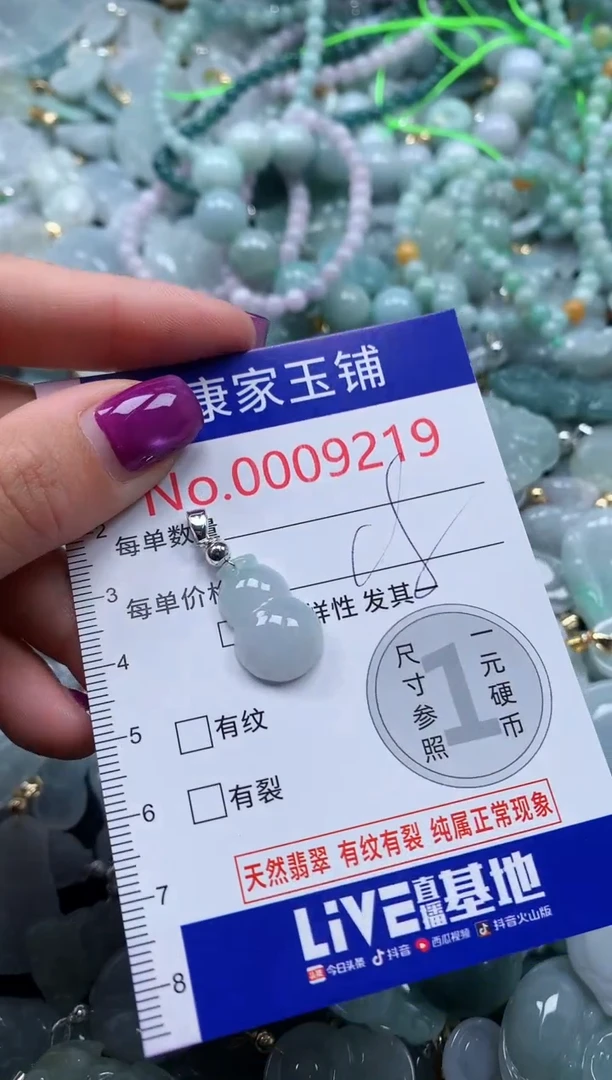 康家玉铺
No.0009219
2
每单数量
3
每单价格
样性 发其
4
尺寸参照
1
一元硬币
5
有纹
6
有裂
天然翡翠 有纹有裂 纯属正常现象
7
LiVE直播基地
8
头条 今日头条 抖音 西瓜视频 抖音火山版